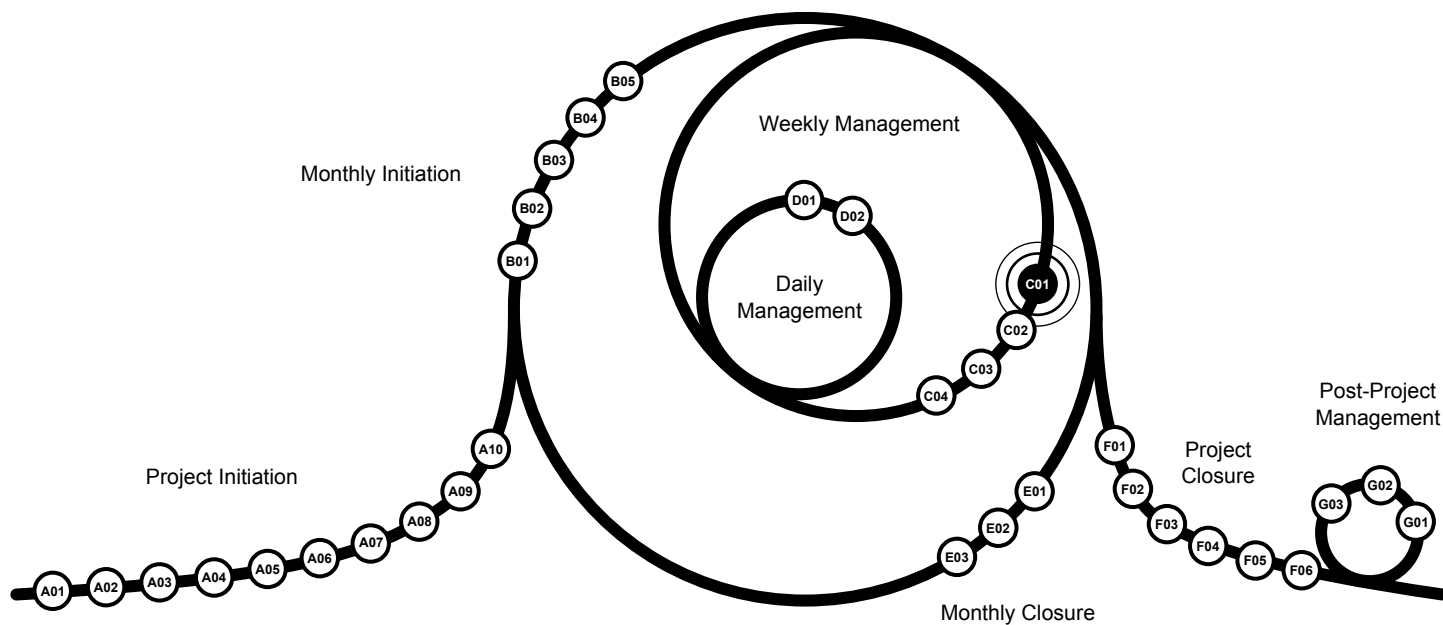 B05
B04
B03
B02
B01
Monthly Initiation
Weekly Management
D01
D02
Daily
Management
C01
C02
C03
C04
Project Initiation
A01
A02
A03
A04
A05
A06
A07
A08
A09
A10
E01
E02
E03
Monthly Closure
F01
F02
F03
F04
F05
F06
Project
Closure
Post-Project
Management
G03
G02
G01